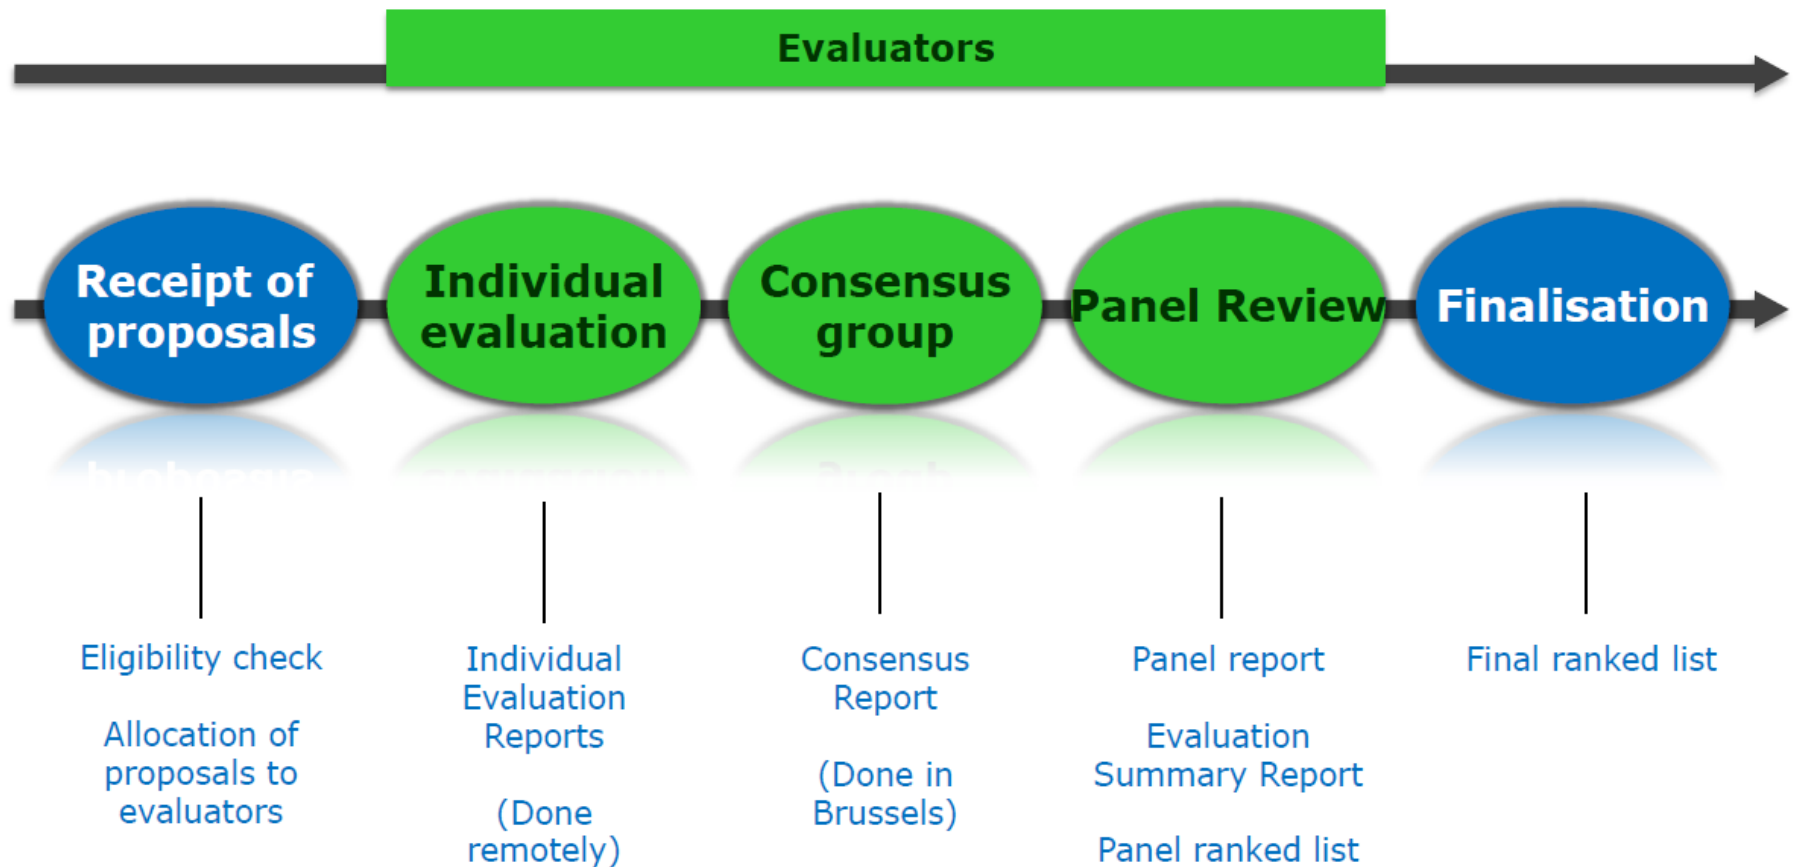 Evaluators
Receipt of
proposals
Individual
evaluation
Consensus
group
Panel Review
Finalisation
Eligibility check
Allocation of
proposals to
evaluators
Individual
Evaluation
Reports
(Done
remotely)
Consensus
Report
(Done in
Brussels)
Panel report
Evaluation
Summary Report
Panel ranked list
Final ranked list